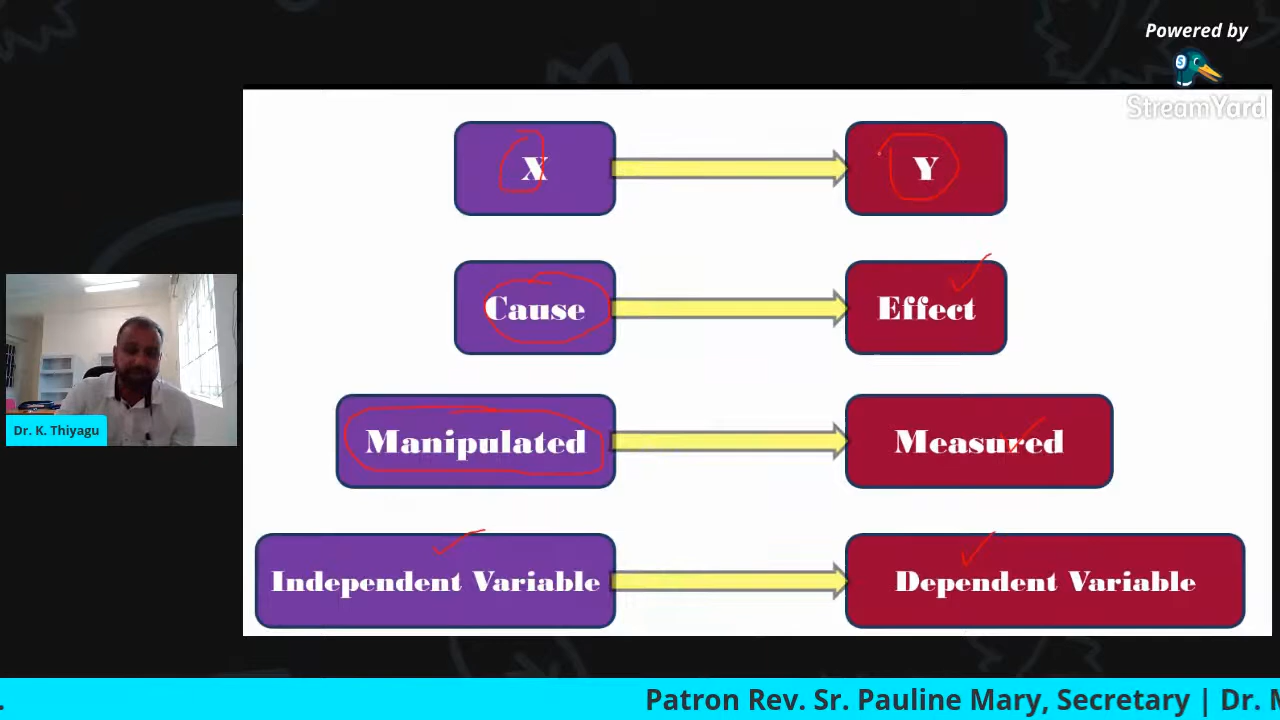 Powered by
StreamYard
X
Y
Cause
Effect
Manipulated
Measured
Independent Variable
Dependent Variable
Dr. K. Thiyagu
Patron Rev. Sr. Pauline Mary, Secretary | Dr.